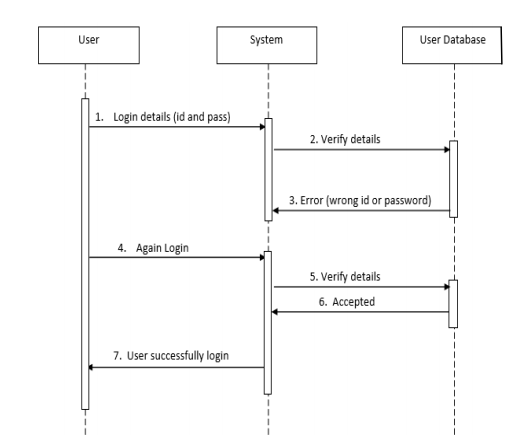 User
System
User Database
1. Login details (id and pass)
2. Verify details
3. Error (wrong id or password)
4. Again Login
5. Verify details
6. Accepted
7. User successfully login